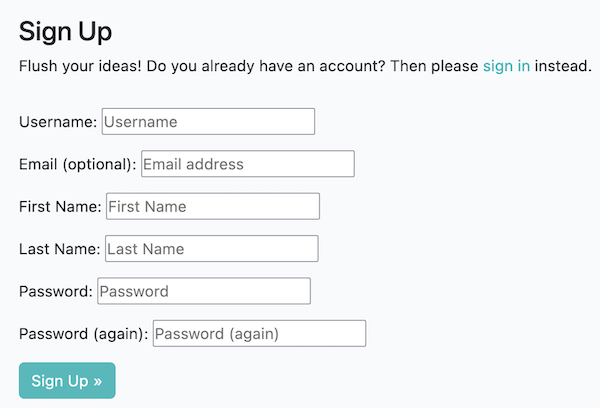 Sign Up
Flush your ideas! Do you already have an account? Then please sign in instead.
Username: Username
Email (optional): Email address
First Name: First Name
Last Name: Last Name
Password: Password
Password (again): Password (again)
Sign Up »